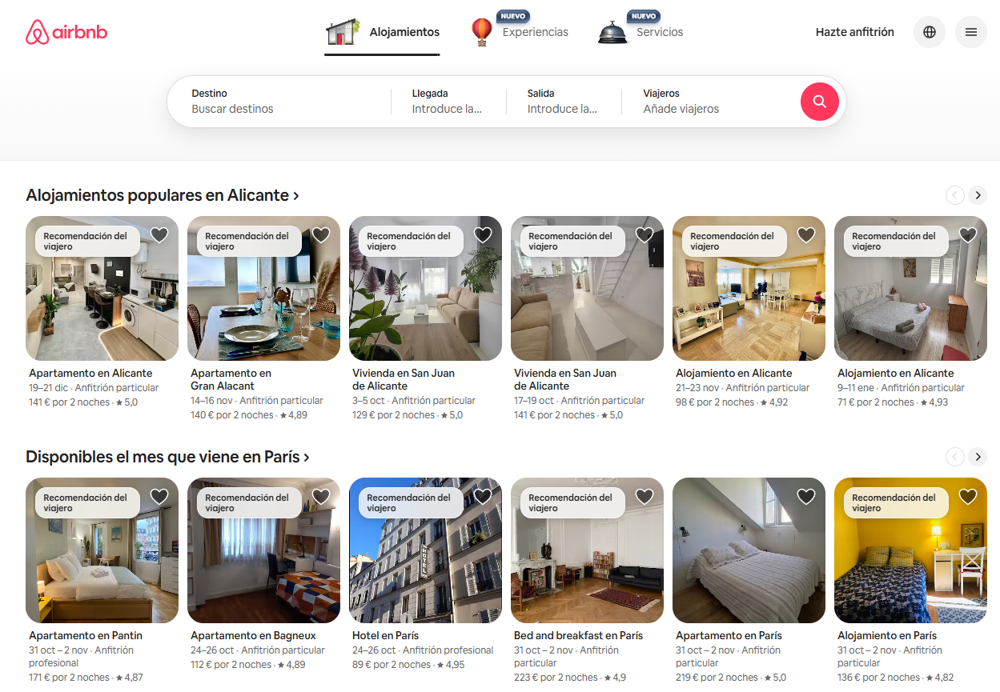 airbnb
Alojamientos
NUEVO
Experiencias
NUEVO
Servicios
Hazte anfitrión
Destino
Buscar destinos
Llegada
Introduce la...
Salida
Introduce la...
Viajeros
Añade viajeros
Alojamientos populares en Alicante
Recomendación del
viajero
Recomendación del
viajero
Recomendación del
viajero
Recomendación del
viajero
Recomendación del
viajero
Recomendación del
viajero
Apartamento en Alicante
19–21 dic · Anfitrión particular
141 € por 2 noches · ★ 5,0
Apartamento en
Gran Alacant
14–16 nov · Anfitrión particular
140 € por 2 noches · ★ 4,89
Vivienda en San Juan
de Alicante
3–5 oct · Anfitrión particular
129 € por 2 noches · ★ 5,0
Vivienda en San Juan
de Alicante
17–19 oct · Anfitrión particular
141 € por 2 noches · ★ 5,0
Alojamiento en Alicante
21–23 nov · Anfitrión particular
98 € por 2 noches · ★ 4,92
Alojamiento en Alicante
9–11 ene · Anfitrión particular
71 € por 2 noches · ★ 4,93
Disponibles el mes que viene en París
Recomendación del
viajero
Recomendación del
viajero
Recomendación del
viajero
HOTEL
Recomendación del
viajero
Recomendación del
viajero
Apartamento en Pantin
31 oct – 2 nov · Anfitrión
profesional
171 € por 2 noches · ★ 4,87
Apartamento en Bagneux
24–26 oct · Anfitrión particular
112 € por 2 noches · ★ 4,89
Hotel en París
24–26 oct · Anfitrión profesional
89 € por 2 noches · ★ 4,95
Bed and breakfast en París
31 oct – 2 nov · Anfitrión
particular
223 € por 2 noches · ★ 4,9
Apartamento en París
31 oct – 2 nov · Anfitrión
particular
219 € por 2 noches · ★ 5,0
Alojamiento en París
31 oct – 2 nov · Anfitrión
particular
136 € por 2 noches · ★ 4,82